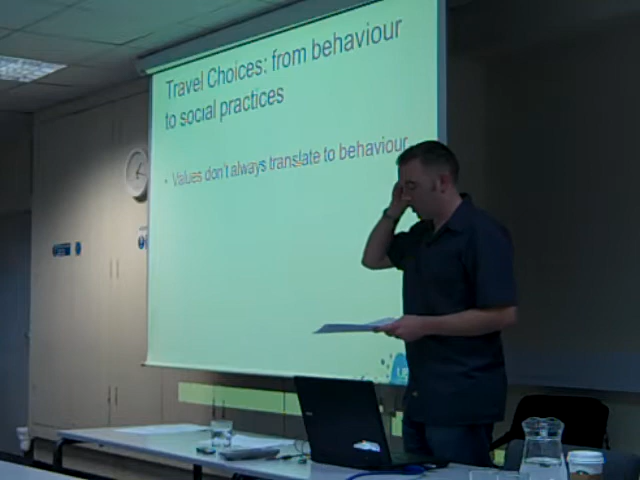 Travel Choices: from behaviour
to social practices
• Values don't always translate to behaviour